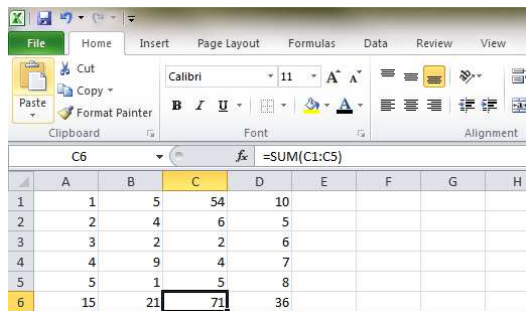 File Home Insert Page Layout Formulas Data Review View
Cut
Copy
Format Painter
Paste
Calibri 11 A A
B I U A
Clipboard Font Alignment
C6 fx =SUM(C1:C5)
A B C D E F G H
1 1 5 54 10
2 2 4 6 5
3 3 2 2 6
4 4 9 4 7
5 5 1 5 8
6 15 21 71 36